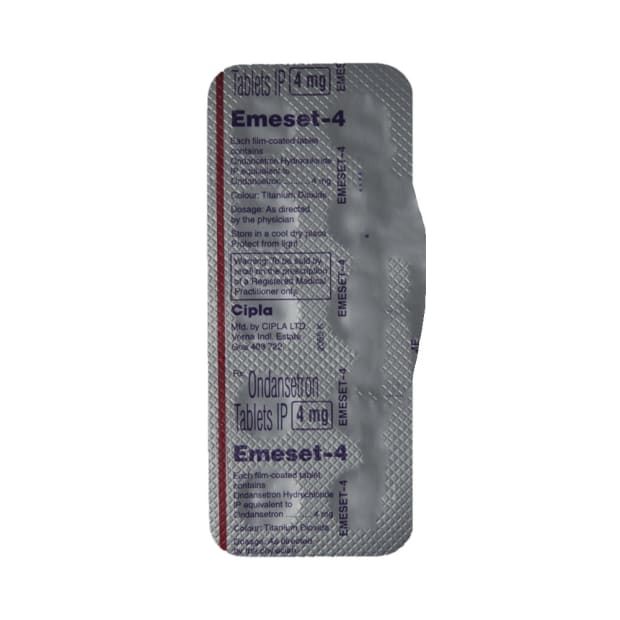 Tablets IP 4 mg
Emeset-4
Each film-coated tablet
contains
Ondansetron Hydrochloride
IP equivalent to
Ondansetron .......... 4 mg
Colour: Titanium Dioxide
Dosage: As directed
by the physician
Store in a cool dry place
Protect from light
Warning: To be sold by
retail on the prescription
of a Registered Medical
Practitioner only.
Cipla
Mfd. by CIPLA LTD.
Verna Indl. Estate
Goa 403 722
Rx
Ondansetron
Tablets IP 4 mg
Emeset-4
Each film-coated tablet
contains
Ondansetron Hydrochloride
IP equivalent to
Ondansetron .......... 4 mg
Colour: Titanium Dioxide
Dosage: As directed
by the physician
EMESET-4
EMESET-4
EMESET-4
EMESET-4